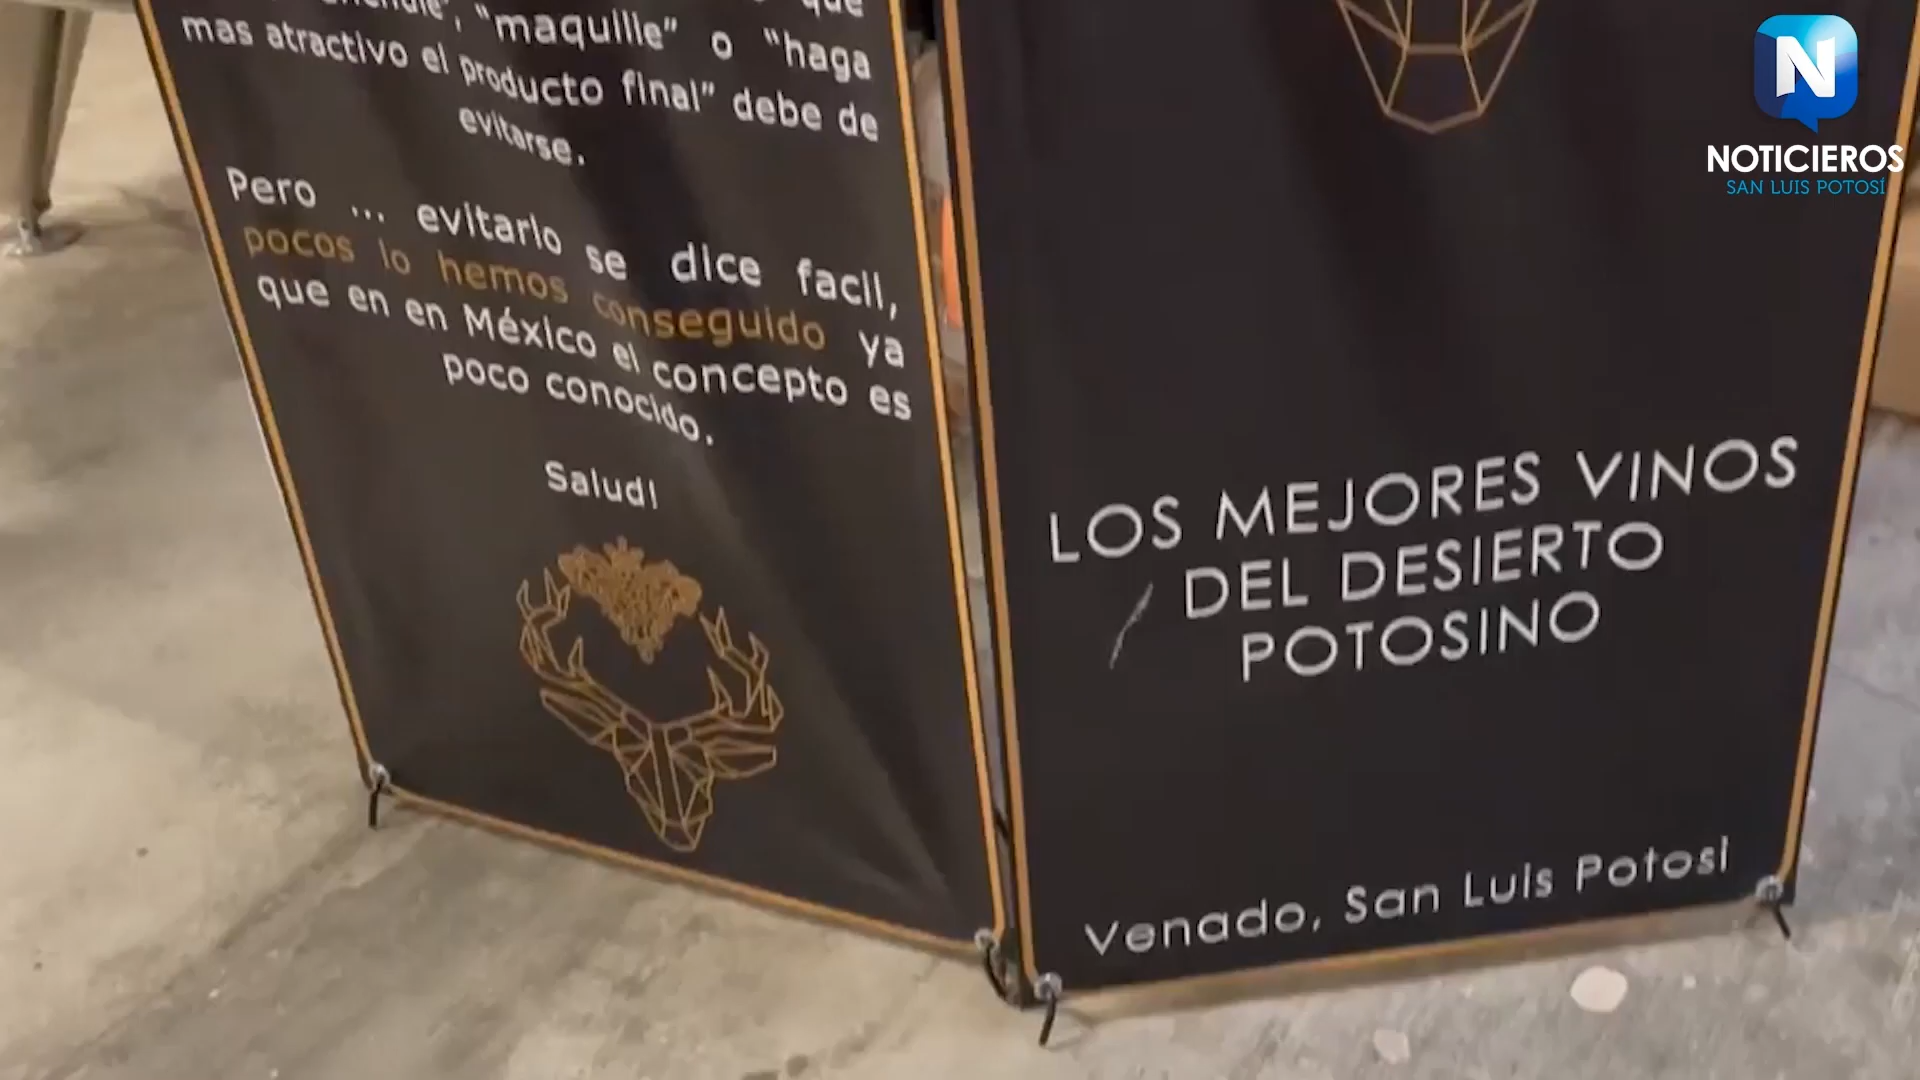 que
"maquille" o "haga
mas atractivo el producto final" debe de
evitarse.
Pero ... evitarlo se dice facil,
pocos lo hemos conseguido ya
que en en México el concepto es
poco conocido.
Salud!
LOS MEJORES VINOS
DEL DESIERTO
POTOSINO
Venado, San Luis Potosi
N
NOTICIEROS
SAN LUIS POTOSÍ